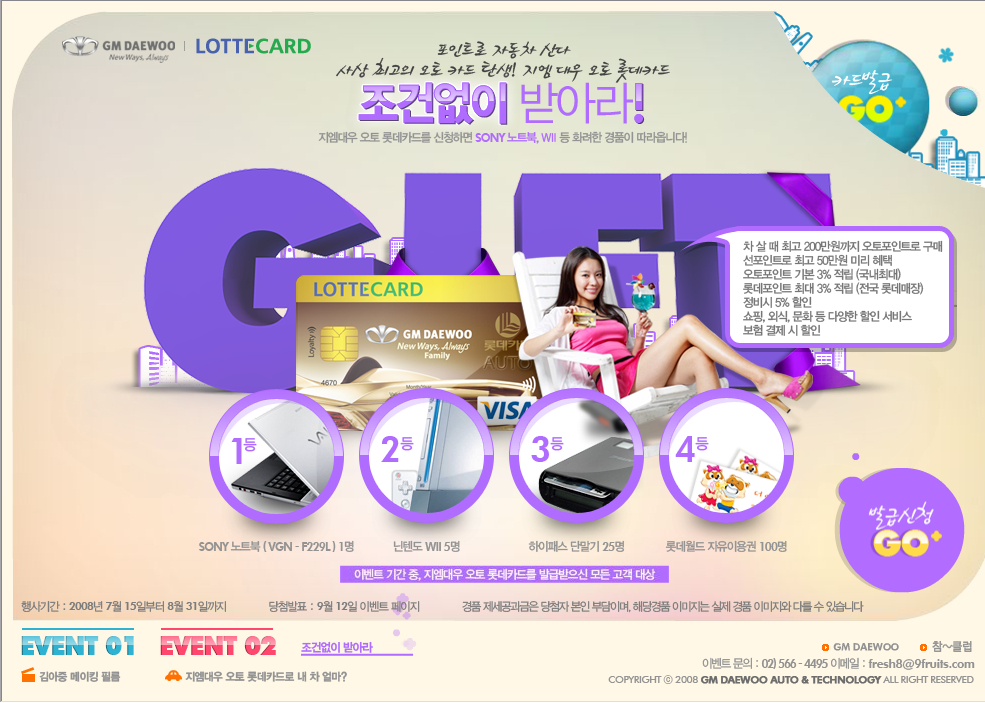 GM DAEWOO
New Ways, Always
LOTTECARD
포인트로 자동차 산다
사상 최고의 오토 카드 탄생! 지엠대우 오토 롯데카드
조건없이 받아라!
지엠대우 오토 롯데카드를 신청하면 SONY 노트북, WII 등 화려한 경품이 따라옵니다!
카드발급
GO+
GIFT
차 살 때 최고 200만원까지 오토포인트로 구매
선포인트로 최고 50만원 미리 혜택
오토포인트 기본 3% 적립 (국내최대)
롯데포인트 최대 3% 적립 (전국 롯데매장)
정비시 5% 할인
쇼핑, 외식, 문화 등 다양한 할인 서비스
보험 결제 시 할인
LOTTECARD
Loyalty
GM DAEWOO
New Ways, Always
Family
롯데카드
AUTO
4670
VISA
1등
2등
3등
4등
SONY 노트북 ( VGN - F229L ) 1명
닌텐도 WII 5명
하이패스 단말기 25명
롯데월드 자유이용권 100명
발급신청
GO+
이벤트 기간 중, 지엠대우 오토 롯데카드를 발급받으신 모든 고객 대상
행사기간 : 2008년 7월 15일부터 8월 31일까지
당첨발표 : 9월 12일 이벤트 페이지
경품 제세공과금은 당첨자 본인 부담이며, 해당경품 이미지는 실제 경품 이미지와 다를 수 있습니다
EVENT 01
EVENT 02
조건없이 받아라
김아중 메이킹 필름
지엠대우 오토 롯데카드로 내 차 얼마?
GM DAEWOO
참~클럽
이벤트 문의 : 02) 566 - 4495 이메일 : fresh8@9fruits.com
COPYRIGHT ⓒ 2008 GM DAEWOO AUTO & TECHNOLOGY ALL RIGHT RESERVED